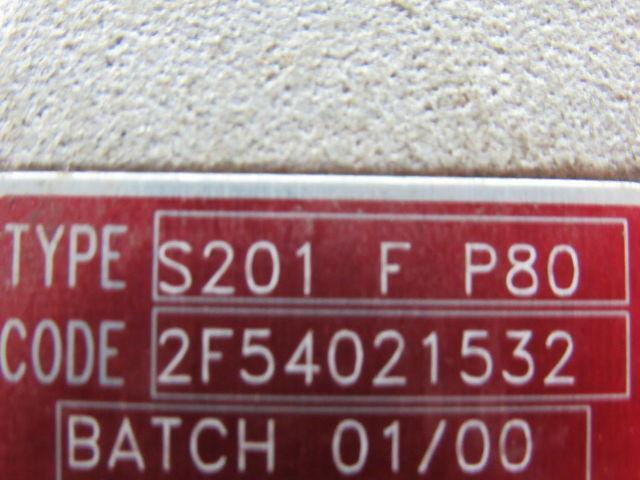 TYPE S201 F P80
CODE 2F54021532
BATCH 01/00